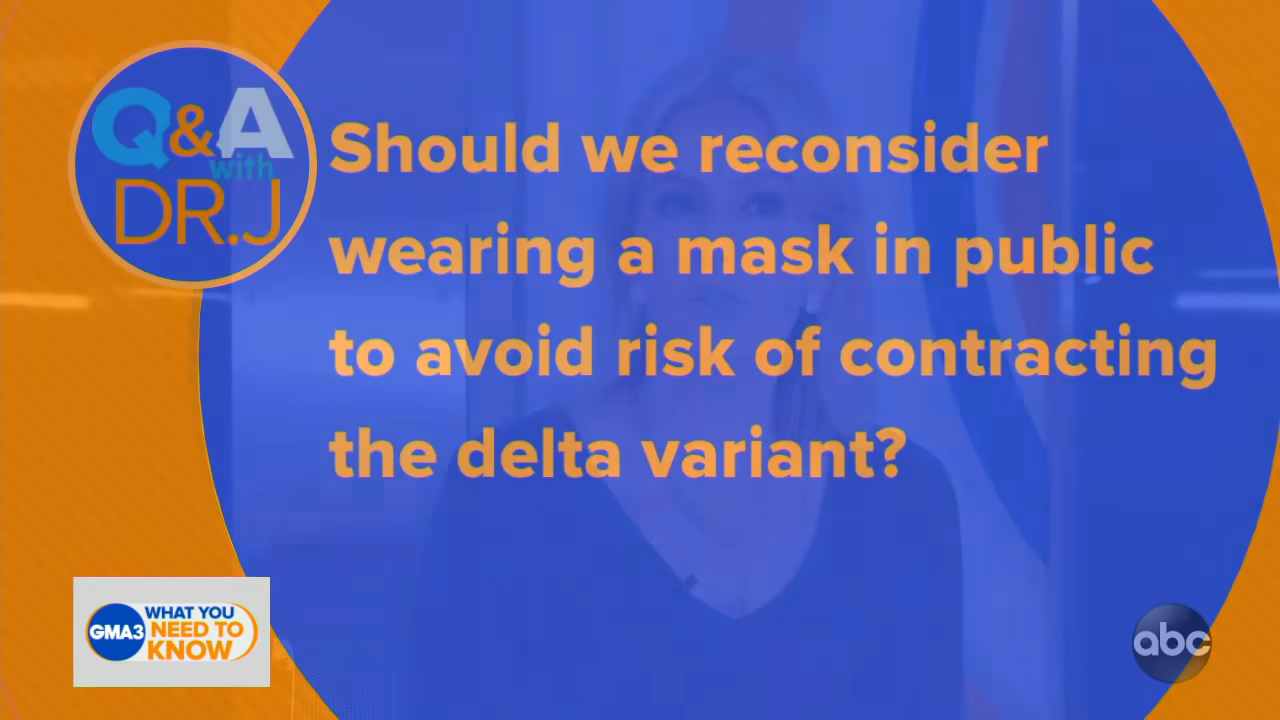 Q&A
with
DR.J
Should we reconsider
wearing a mask in public
to avoid risk of contracting
the delta variant?
GMA3
WHAT YOU
NEED TO
KNOW
abc